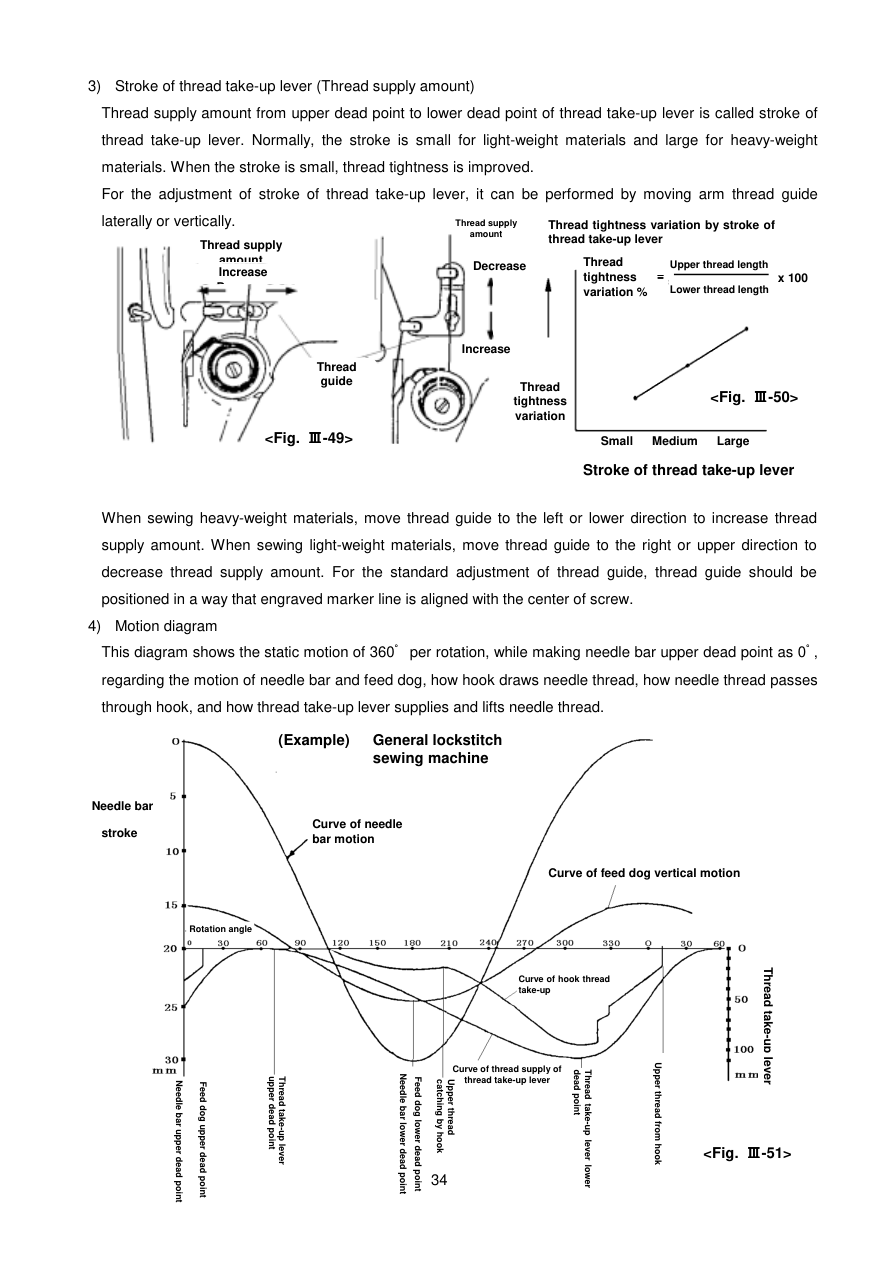 3) Stroke of thread take-up lever (Thread supply amount)
Thread supply amount from upper dead point to lower dead point of thread take-up lever is called stroke of
thread take-up lever. Normally, the stroke is small for light-weight materials and large for heavy-weight
materials. When the stroke is small, thread tightness is improved.
For the adjustment of stroke of thread take-up lever, it can be performed by moving arm thread guide
laterally or vertically.
Thread supply
amount
Increase
Thread
guide
<Fig. Ⅲ-49>
Thread supply
amount
Decrease
Increase
Thread tightness variation by stroke of
thread take-up lever
Thread
tightness
variation %
= Upper thread length
Lower thread length
x 100
Thread
tightness
variation
<Fig. Ⅲ-50>
Small Medium Large
Stroke of thread take-up lever
When sewing heavy-weight materials, move thread guide to the left or lower direction to increase thread
supply amount. When sewing light-weight materials, move thread guide to the right or upper direction to
decrease thread supply amount. For the standard adjustment of thread guide, thread guide should be
positioned in a way that engraved marker line is aligned with the center of screw.
4) Motion diagram
This diagram shows the static motion of 360˚ per rotation, while making needle bar upper dead point as 0˚,
regarding the motion of needle bar and feed dog, how hook draws needle thread, how needle thread passes
through hook, and how thread take-up lever supplies and lifts needle thread.
(Example) General lockstitch
sewing machine
Needle bar
stroke
0
5
10
15
20
25
30
mm
Curve of needle
bar motion
Curve of feed dog vertical motion
Rotation angle
0 30 60 90 120 150 180 210 240 270 300 330 0 30 60
0
50
100
mm
Thread take-up lever
Curve of hook thread
take-up
Curve of thread supply of
thread take-up lever
Needle bar upper dead point
Feed dog upper dead point
Thread take-up lever
upper dead point
Needle bar lower dead point
Feed dog lower dead point
Upper thread
catching by hook
Thread take-up lever lower
dead point
Upper thread from hook
<Fig. Ⅲ-51>
34